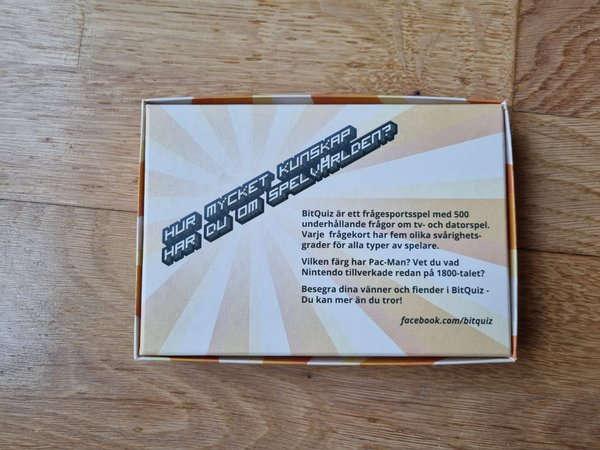 HUR MYCKET KUNSKAP
HAR DU OM SPELVÄRLDEN?
BitQuiz är ett frågesportsspel med 500
underhållande frågor om tv- och datorspel.
Varje frågekort har fem olika svårighets-
grader för alla typer av spelare.
Vilken färg har Pac-Man? Vet du vad
Nintendo tillverkade redan på 1800-talet?
Besegra dina vänner och fiender i BitQuiz -
Du kan mer än du tror!
facebook.com/bitquiz